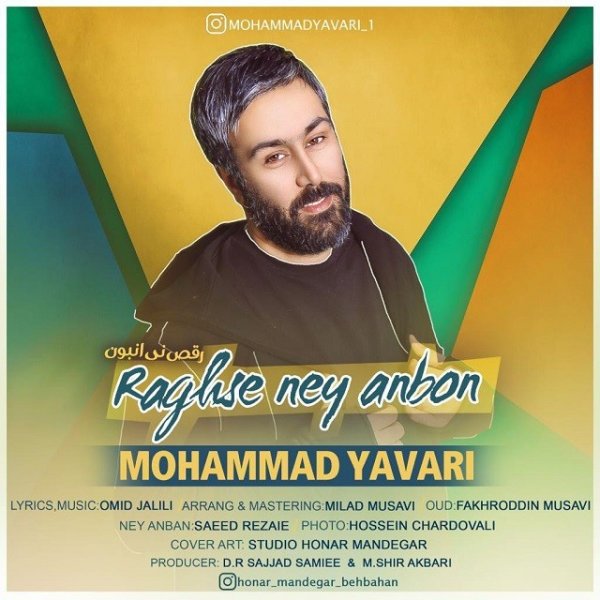 MOHAMMADYAVARI_1
رقص نی انبون
Raghse ney anbon
MOHAMMAD YAVARI
LYRICS,MUSIC:OMID JALILI ARRANG & MASTERING:MILAD MUSAVI OUD:FAKHRODDIN MUSAVI
NEY ANBAN:SAEED REZAIE PHOTO:HOSSEIN CHARDOVALI
COVER ART: STUDIO HONAR MANDEGAR
PRODUCER: D.R SAJJAD SAMIEE & M.SHIR AKBARI
honar_mandegar_behbahan